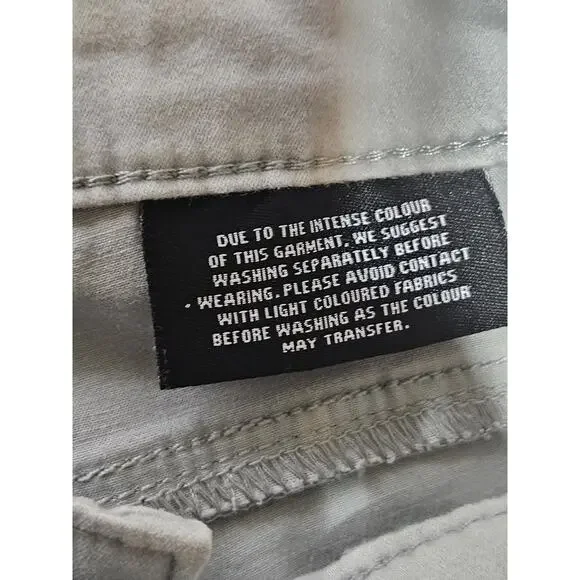 DUE TO THE INTENSE COLOUR
OF THIS GARMENT. WE SUGGEST
WASHING SEPARATELY BEFORE
WEARING. PLEASE AVOID CONTACT
WITH LIGHT COLOURED FABRICS
BEFORE WASHING AS THE COLOUR
MAY TRANSFER.